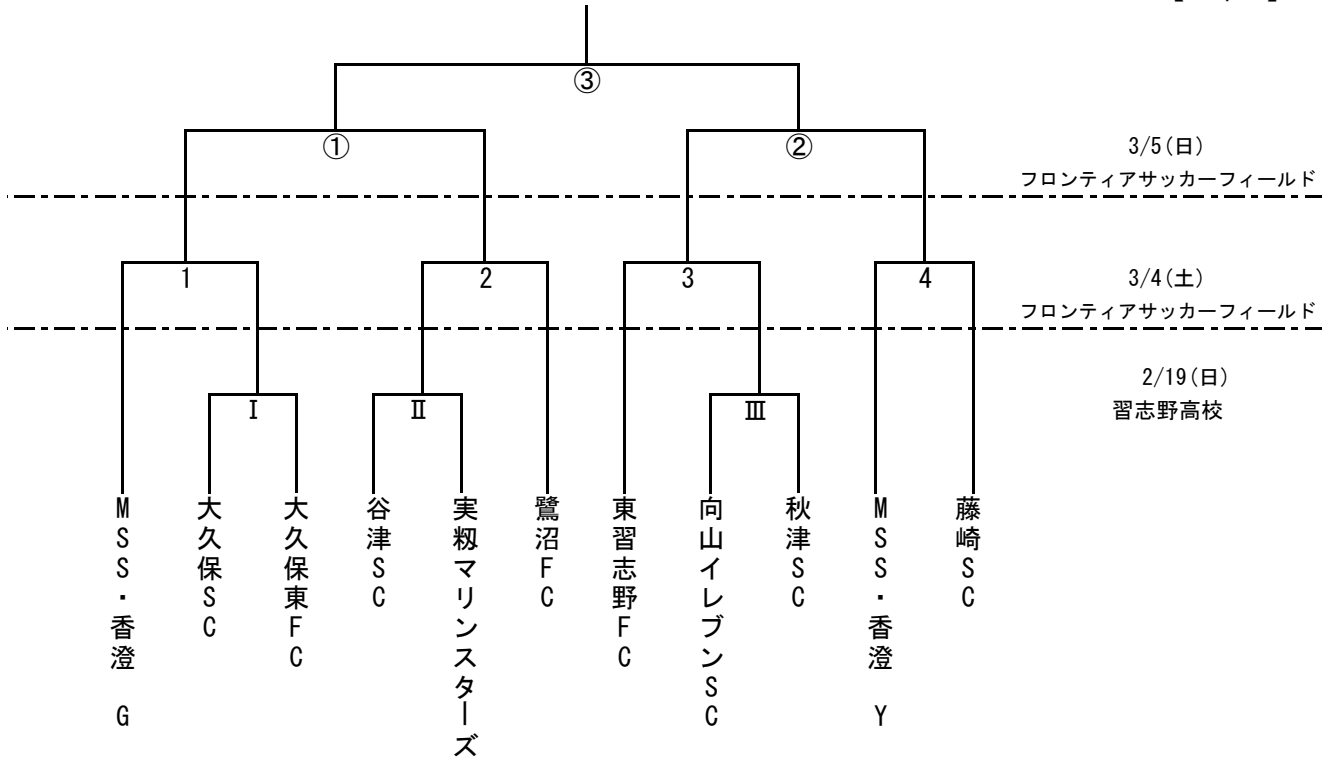 ③
①
②
3/5(日)
フロンティアサッカーフィールド
1
2
3
4
3/4(土)
フロンティアサッカーフィールド
2/19(日)
習志野高校
Ⅰ
Ⅱ
Ⅲ
MSS・香澄 G
大久保SC
大久保東FC
谷津SC
実籾マリンスターズ
鷺沼FC
東習志野FC
向山イレブンSC
秋津SC
MSS・香澄 Y
藤崎SC